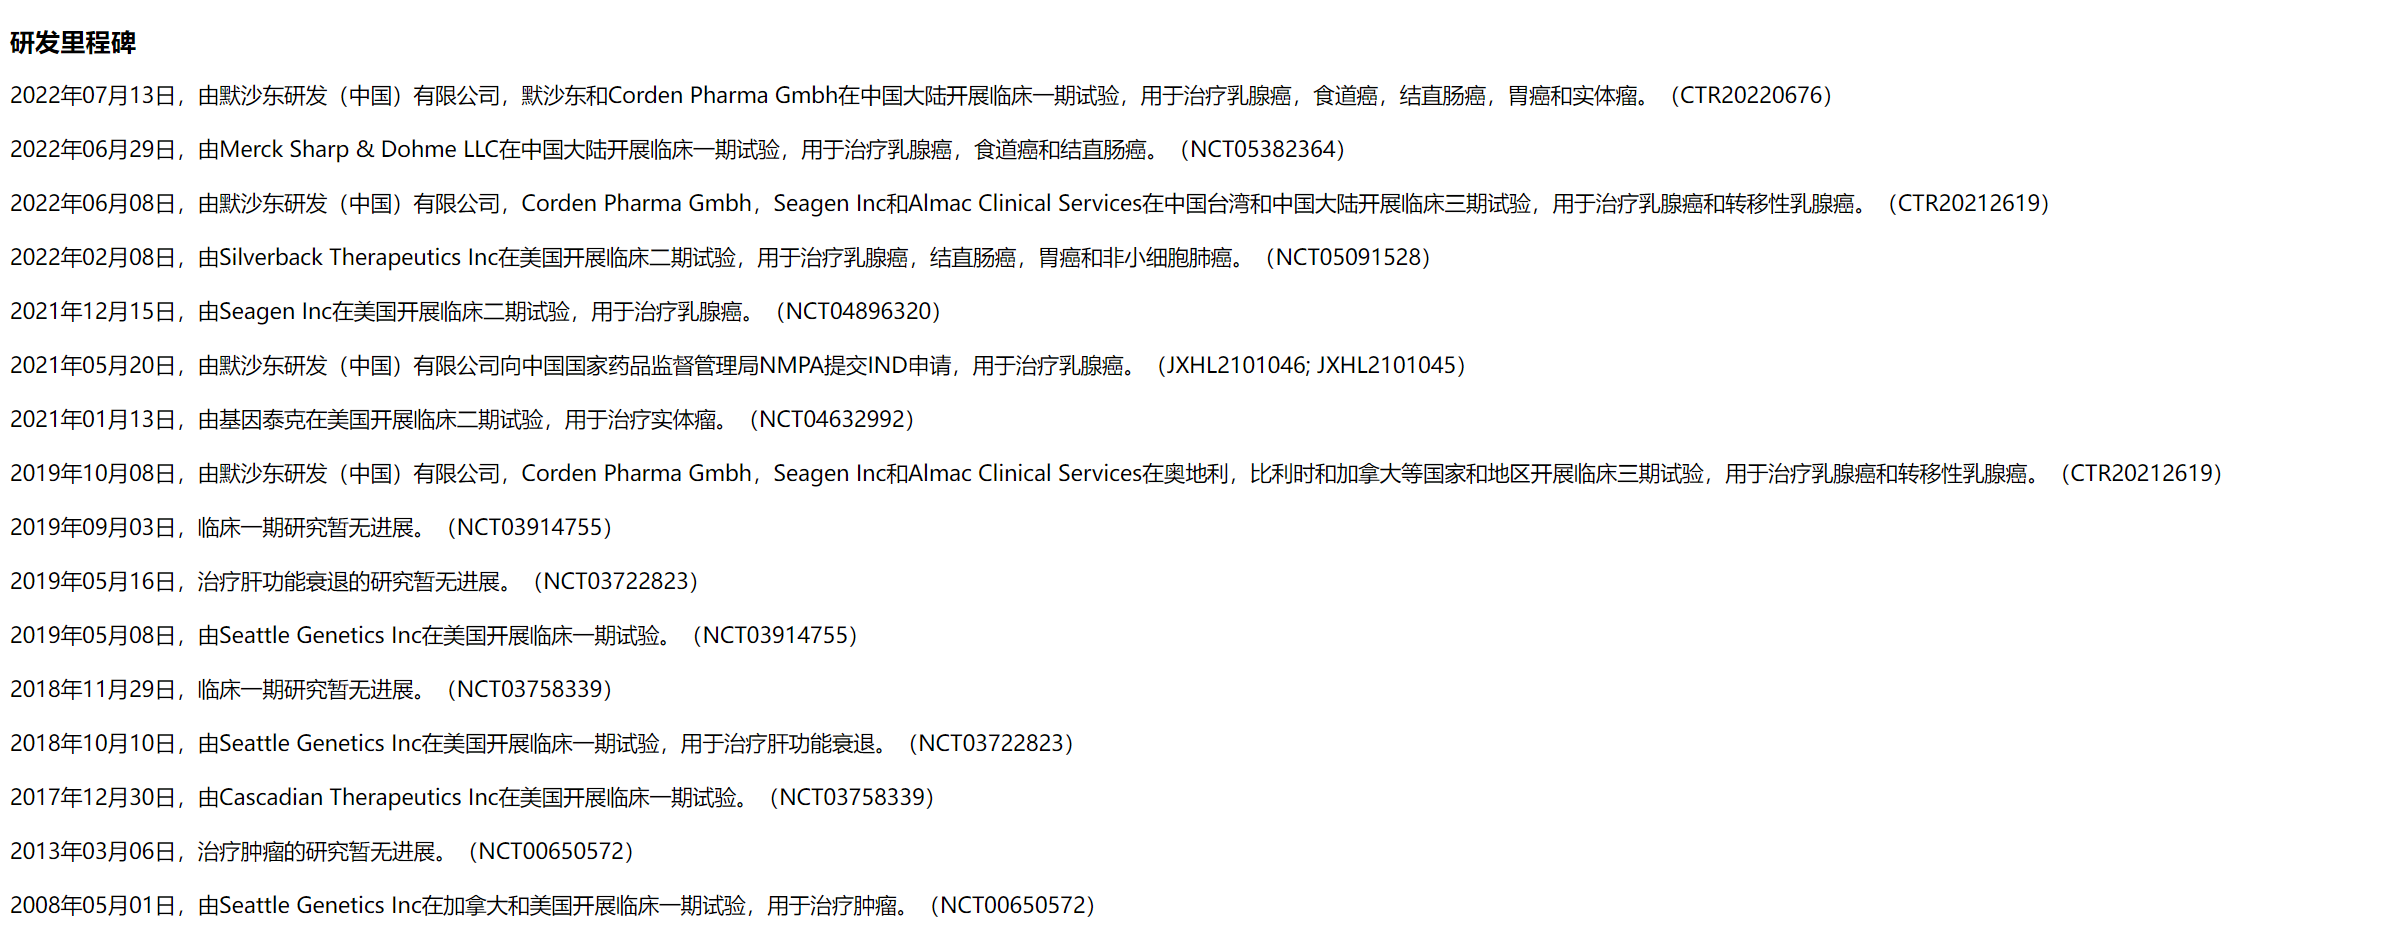 研发里程碑
2022年07月13日，由默沙东研发（中国）有限公司，默沙东和Corden Pharma Gmbh在中国大陆开展临床一期试验，用于治疗乳腺癌，食道癌，结直肠癌，胃癌和实体瘤。（CTR20220676）
2022年06月29日，由Merck Sharp & Dohme LLC在中国大陆开展临床一期试验，用于治疗乳腺癌，食道癌和结直肠癌。（NCT05382364）
2022年06月08日，由默沙东研发（中国）有限公司，Corden Pharma Gmbh，Seagen Inc和Almac Clinical Services在中国台湾和中国大陆开展临床三期试验，用于治疗乳腺癌和转移性乳腺癌。（CTR20212619）
2022年02月08日，由Silverback Therapeutics Inc在美国开展临床二期试验，用于治疗乳腺癌，结直肠癌，胃癌和非小细胞肺癌。（NCT05091528）
2021年12月15日，由Seagen Inc在美国开展临床二期试验，用于治疗乳腺癌。（NCT04896320）
2021年05月20日，由默沙东研发（中国）有限公司向中国国家药品监督管理局NMPA提交IND申请，用于治疗乳腺癌。（JXHL2101046; JXHL2101045）
2021年01月13日，由基因泰克在美国开展临床二期试验，用于治疗实体瘤。（NCT04632992）
2019年10月08日，由默沙东研发（中国）有限公司，Corden Pharma Gmbh，Seagen Inc和Almac Clinical Services在奥地利，比利时和加拿大等国家和地区开展临床三期试验，用于治疗乳腺癌和转移性乳腺癌。（CTR20212619）
2019年09月03日，临床一期研究暂无进展。（NCT03914755）
2019年05月16日，治疗肝功能衰退的研究暂无进展。（NCT03722823）
2019年05月08日，由Seattle Genetics Inc在美国开展临床一期试验。（NCT03914755）
2018年11月29日，临床一期研究暂无进展。（NCT03758339）
2018年10月10日，由Seattle Genetics Inc在美国开展临床一期试验，用于治疗肝功能衰退。（NCT03722823）
2017年12月30日，由Cascadian Therapeutics Inc在美国开展临床一期试验。（NCT03758339）
2013年03月06日，治疗肿瘤的研究暂无进展。（NCT00650572）
2008年05月01日，由Seattle Genetics Inc在加拿大和美国开展临床一期试验，用于治疗肿瘤。（NCT00650572）